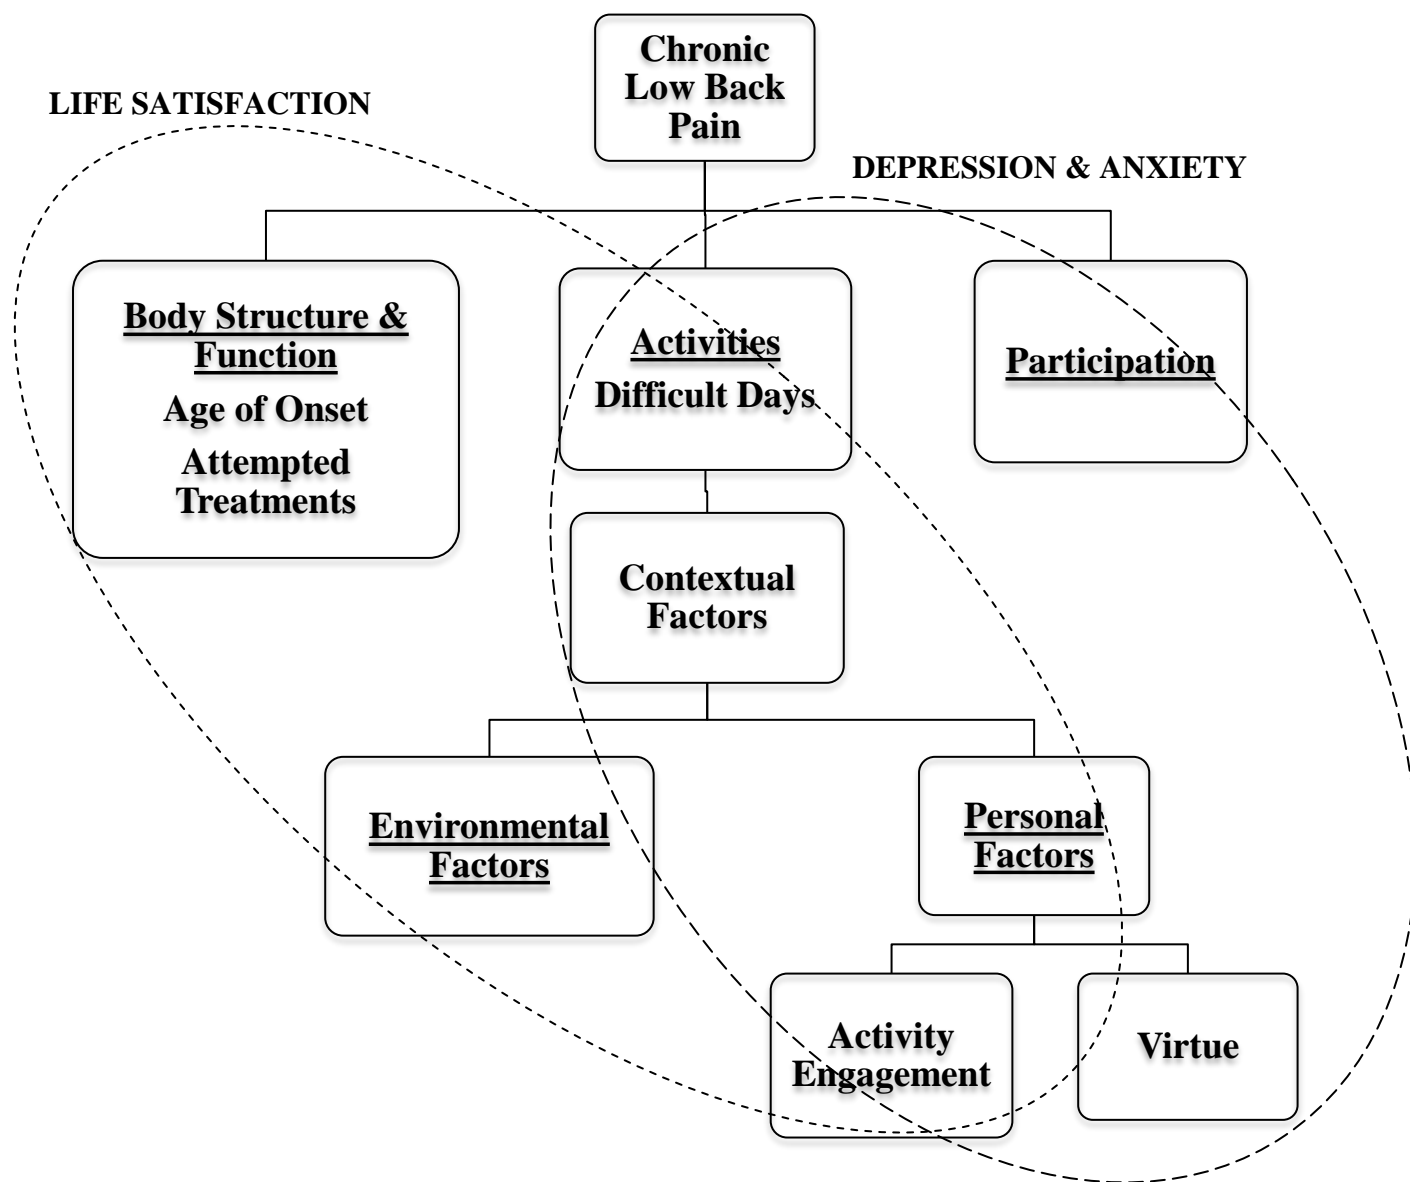 Chronic
Low Back
Pain
LIFE SATISFACTION
DEPRESSION & ANXIETY
Body Structure &
Function
Age of Onset
Attempted
Treatments
Activities
Difficult Days
Participation
Contextual
Factors
Environmental
Factors
Personal
Factors
Activity
Engagement
Virtue